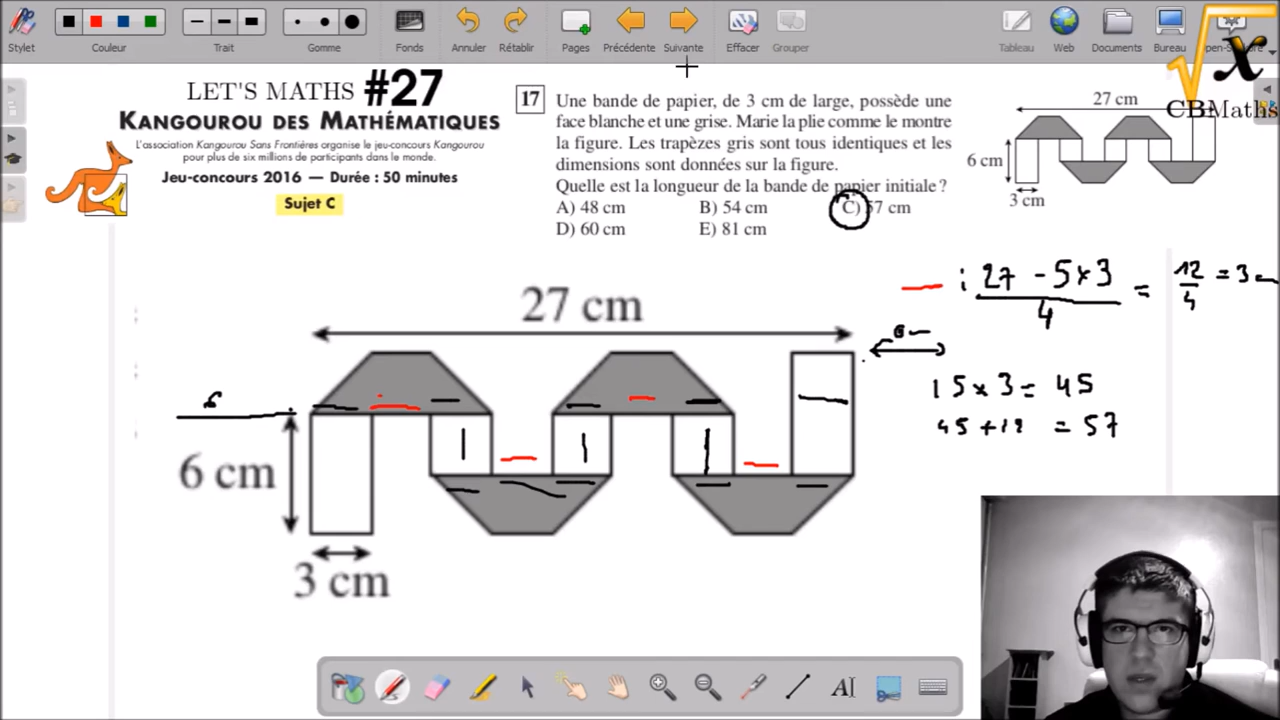 Stylet
Couleur
Trait
Gomme
Fonds
Annuler
Rétablir
Pages
Précédente
Suivante
Effacer
Grouper
Tableau
Web
Documents
Bureau
x
CBMaths
LET'S MATHS #27
KANGOUROU DES MATHÉMATIQUES
L'association Kangourou Sans Frontières organise le jeu-concours Kangourou
pour plus de six millions de participants dans le monde.
Jeu-concours 2016 — Durée : 50 minutes
Sujet C
17
Une bande de papier, de 3 cm de large, possède une
face blanche et une grise. Marie la plie comme le montre
la figure. Les trapèzes gris sont tous identiques et les
dimensions sont données sur la figure.
Quelle est la longueur de la bande de papier initiale ?
A) 48 cm B) 54 cm C) 57 cm
D) 60 cm E) 81 cm
27 cm
6 cm
3 cm
27 cm
6 cm
3 cm
6
: 27 - 5 x 3 / 4 = 12 / 4 = 3
15 x 3 = 45
45 + 12 = 57
AI